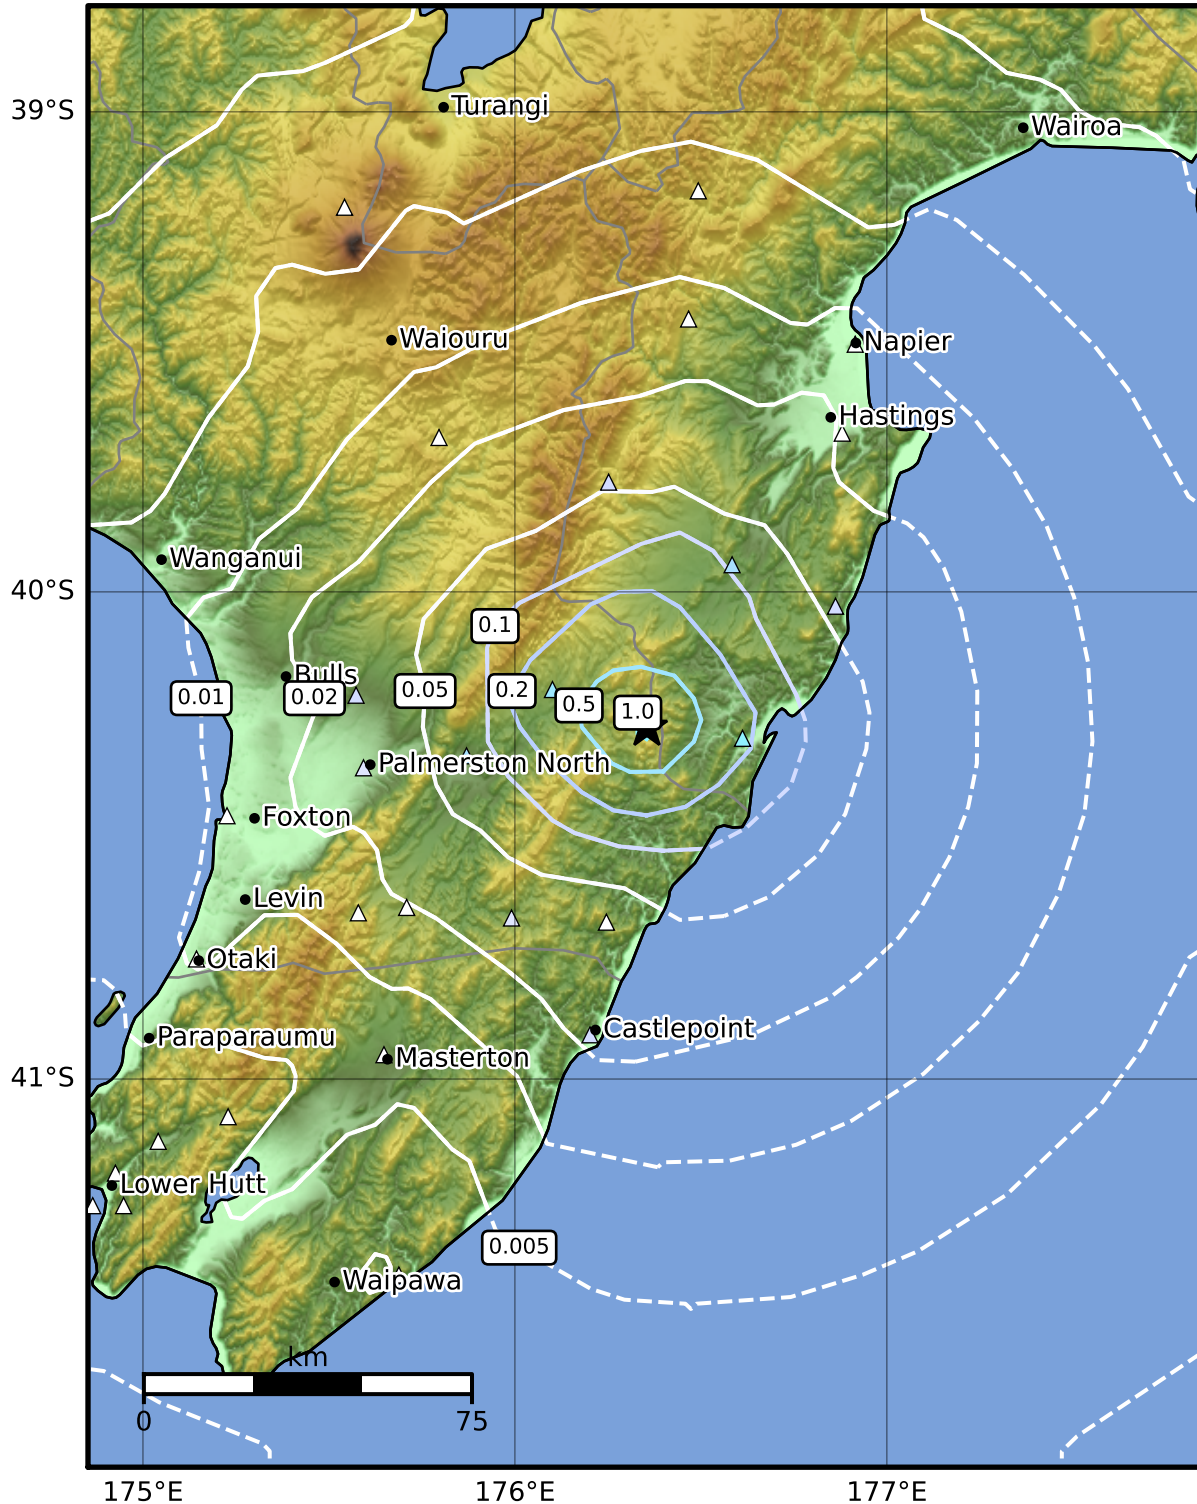 Turangi
39°S
Wairoa
Waiouru
Napier
Hastings
Wanganui
40°S
0.1
Bulls
0.01
0.02
0.05
0.2
0.5
1.0
Palmerston North
Foxton
Levin
Otaki
Castlepoint
Paraparaumu
Masterton
41°S
Lower Hutt
0.005
Waipawa
km
0
75
175°E
176°E
177°E